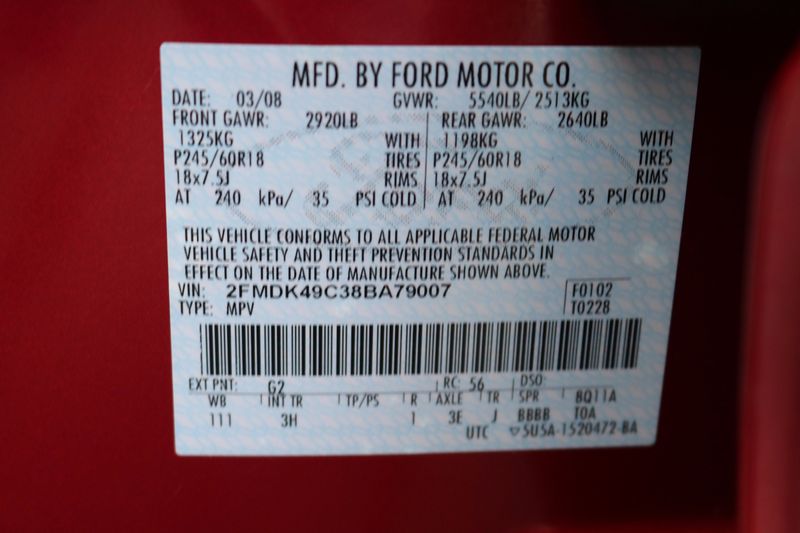 MFD. BY FORD MOTOR CO.
DATE: 03/08 GVWR: 5540LB/ 2513KG
FRONT GAWR: 2920LB REAR GAWR: 2640LB
1325KG WITH 1198KG WITH
P245/60R18 TIRES P245/60R18 TIRES
18x7.5J RIMS 18x7.5J RIMS
AT 240 kPa/ 35 PSI COLD AT 240 kPa/ 35 PSI COLD
THIS VEHICLE CONFORMS TO ALL APPLICABLE FEDERAL MOTOR
VEHICLE SAFETY AND THEFT PREVENTION STANDARDS IN
EFFECT ON THE DATE OF MANUFACTURE SHOWN ABOVE.
VIN: 2FMDK49C38BA79007 F0102
TYPE: MPV T0228
EXT PNT: G2 RC: 56 DSO:
WB INT TR TP/PS R AXLE TR SPR 8Q11A
111 3H 1 3E J BBBB TOA
UTC ▽5U5A-1520472-BA